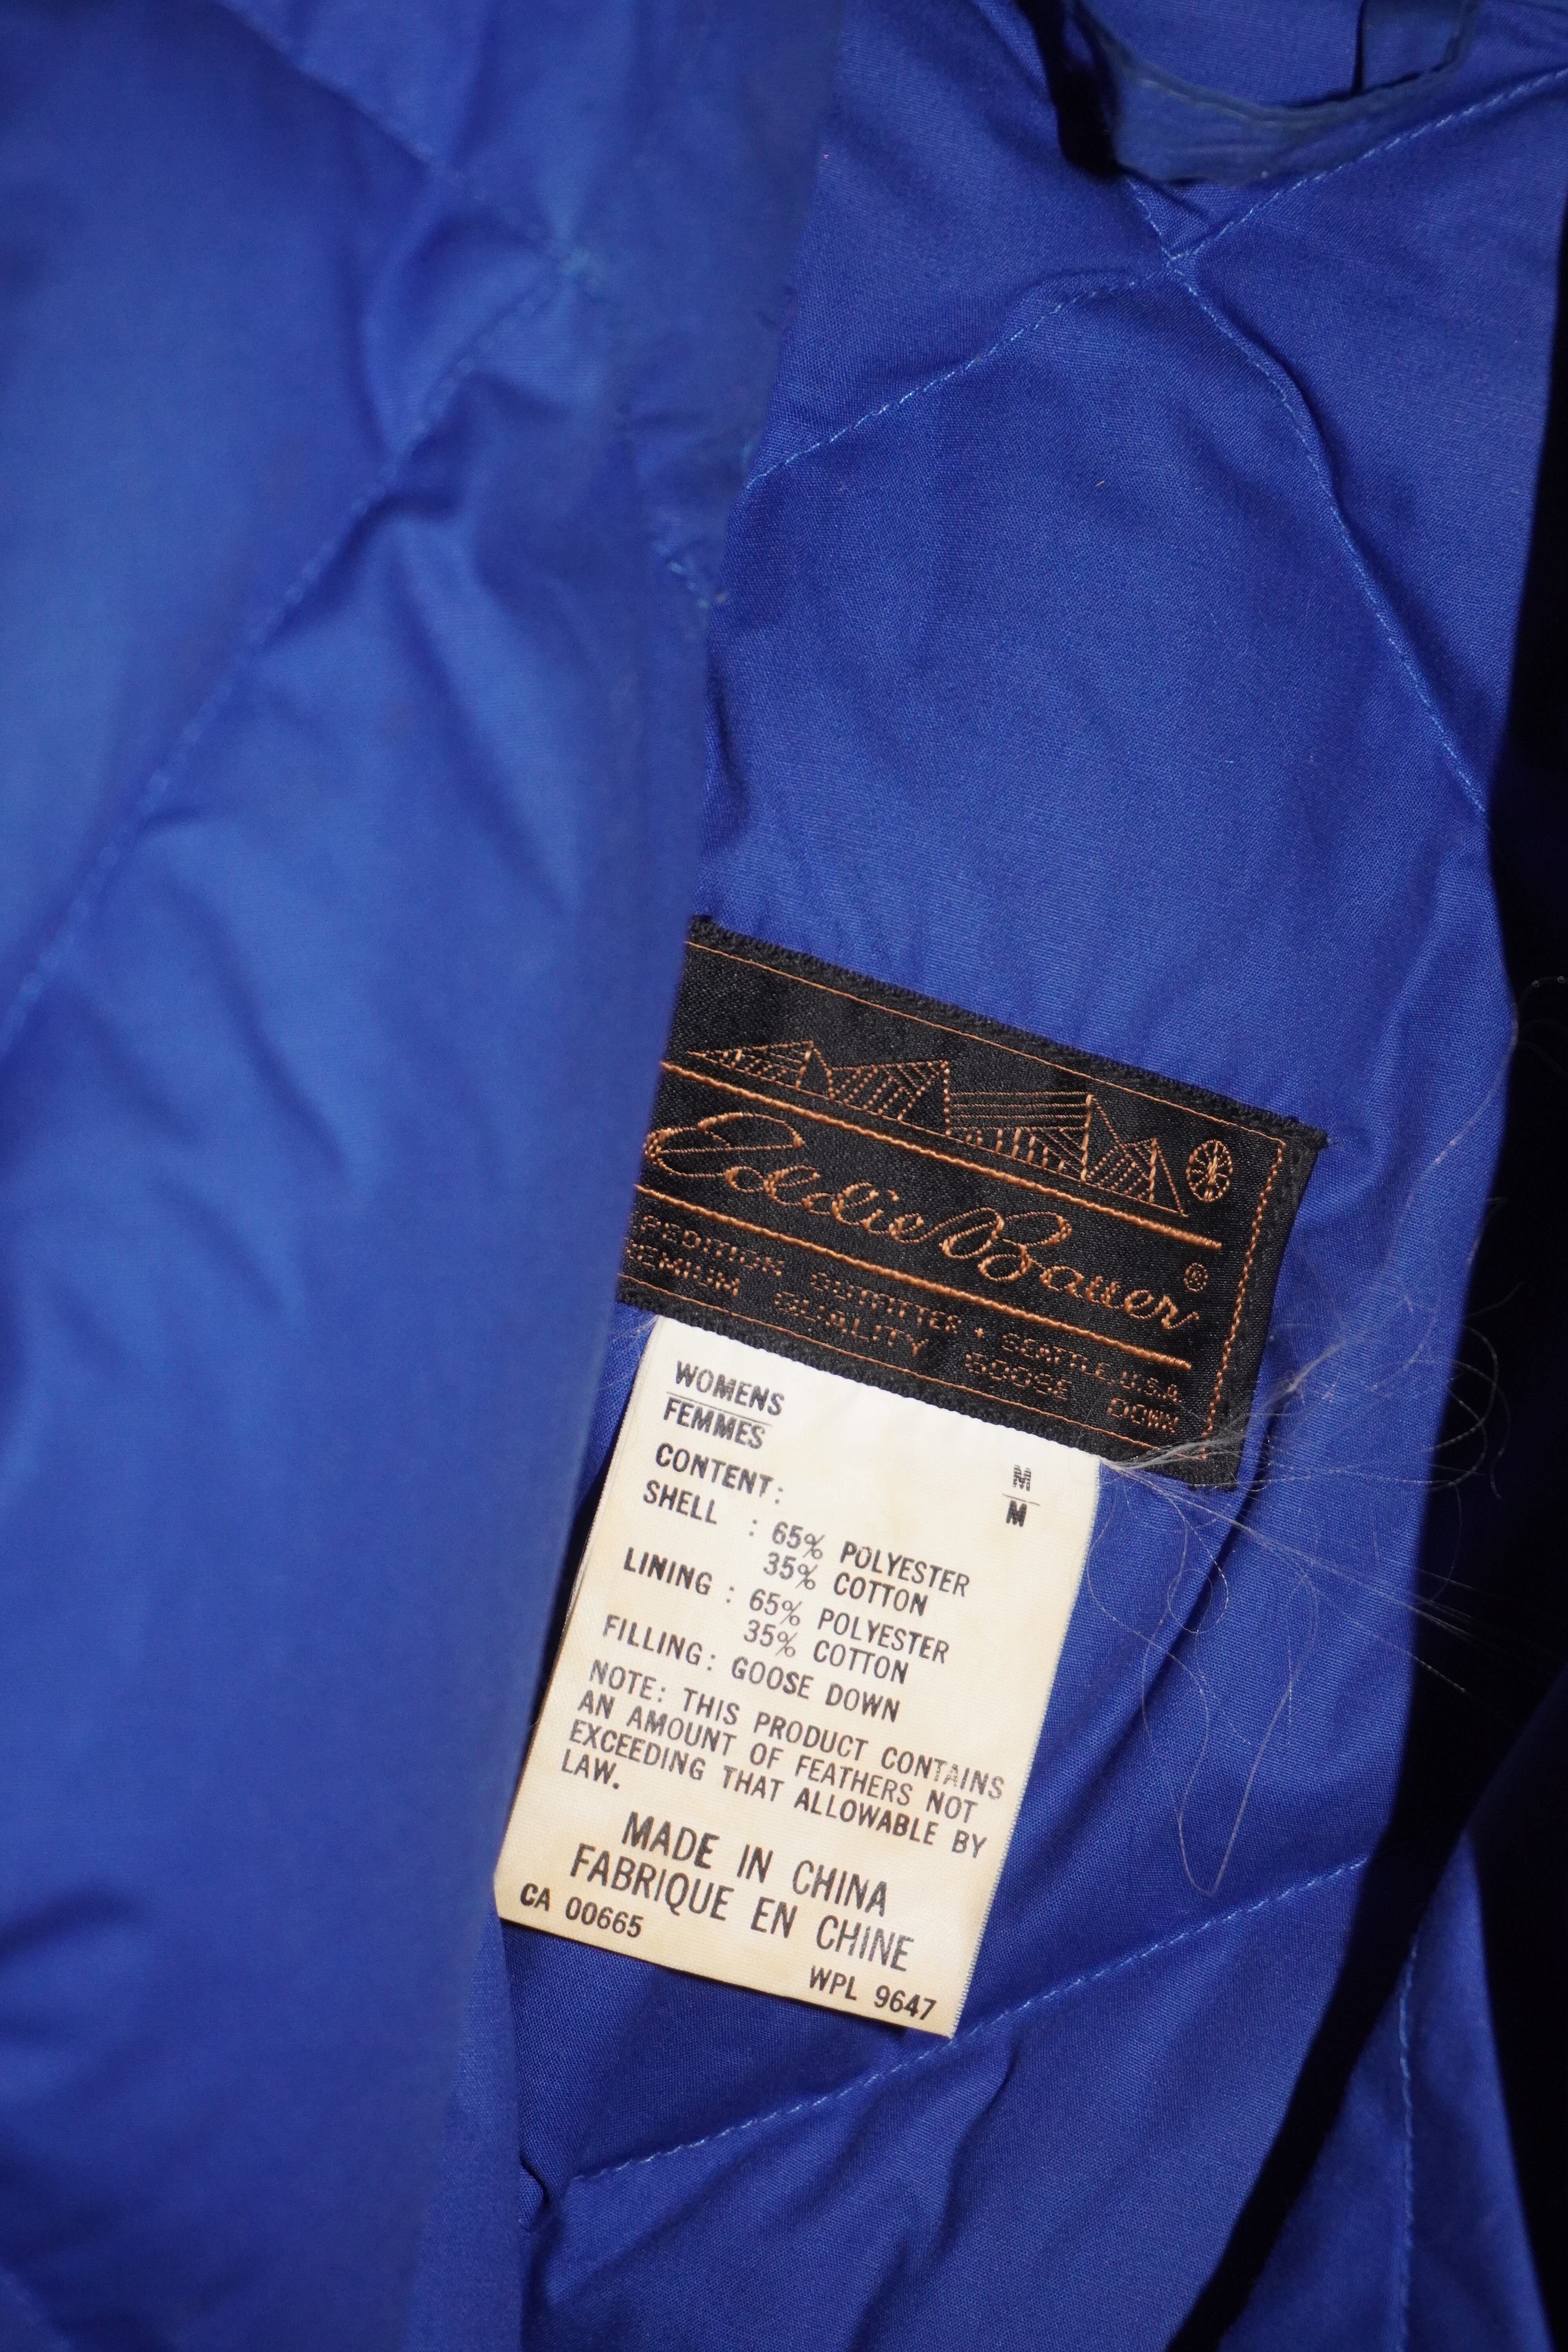 Eddie Bauer ®
PEDITION OUTFITTER • SEATTLE, U.S.A.
EMIUM QUALITY GOOSE DOWN
WOMENS
FEMMES
M
M
CONTENT:
SHELL : 65% POLYESTER
35% COTTON
LINING : 65% POLYESTER
35% COTTON
FILLING: GOOSE DOWN
NOTE: THIS PRODUCT CONTAINS
AN AMOUNT OF FEATHERS NOT
EXCEEDING THAT ALLOWABLE BY
LAW.
MADE IN CHINA
FABRIQUE EN CHINE
CA 00665
WPL 9647